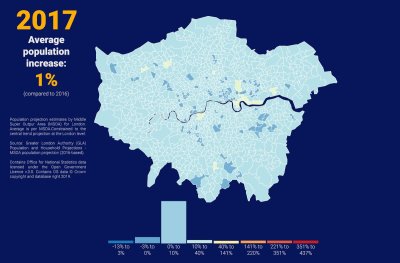 2017
Average
population
increase:
1%
(compared to 2016)
Population projection estimates by Middle
Super Output Area (MSOA) for London.
Average is per MSOA.Constrained to the
central trend projection at the London level.
Source: Greater London Authority (GLA)
Population and Household Projections -
MSOA population projection (2016-based).
Contains Office for National Statistics data
licensed under the Open Government
Licence v.3.0. Contains OS data © Crown
copyright and database right 2019
-13% to 3%
-3% to 0%
0% to 10%
10% to 40%
40% to 141%
141% to 220%
221% to 351%
351% to 437%